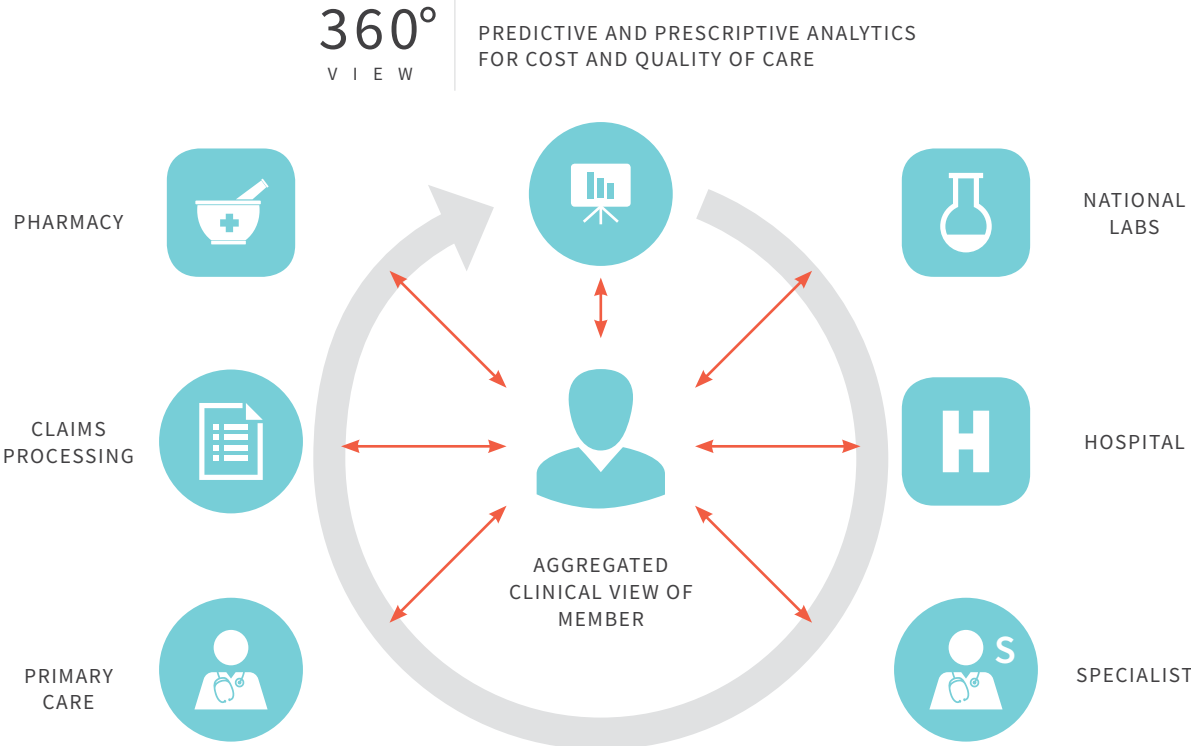 360°
VIEW
PREDICTIVE AND PRESCRIPTIVE ANALYTICS
FOR COST AND QUALITY OF CARE
PHARMACY
NATIONAL
LABS
CLAIMS
PROCESSING
H
HOSPITAL
AGGREGATED
CLINICAL VIEW OF
MEMBER
PRIMARY
CARE
S
SPECIALIST